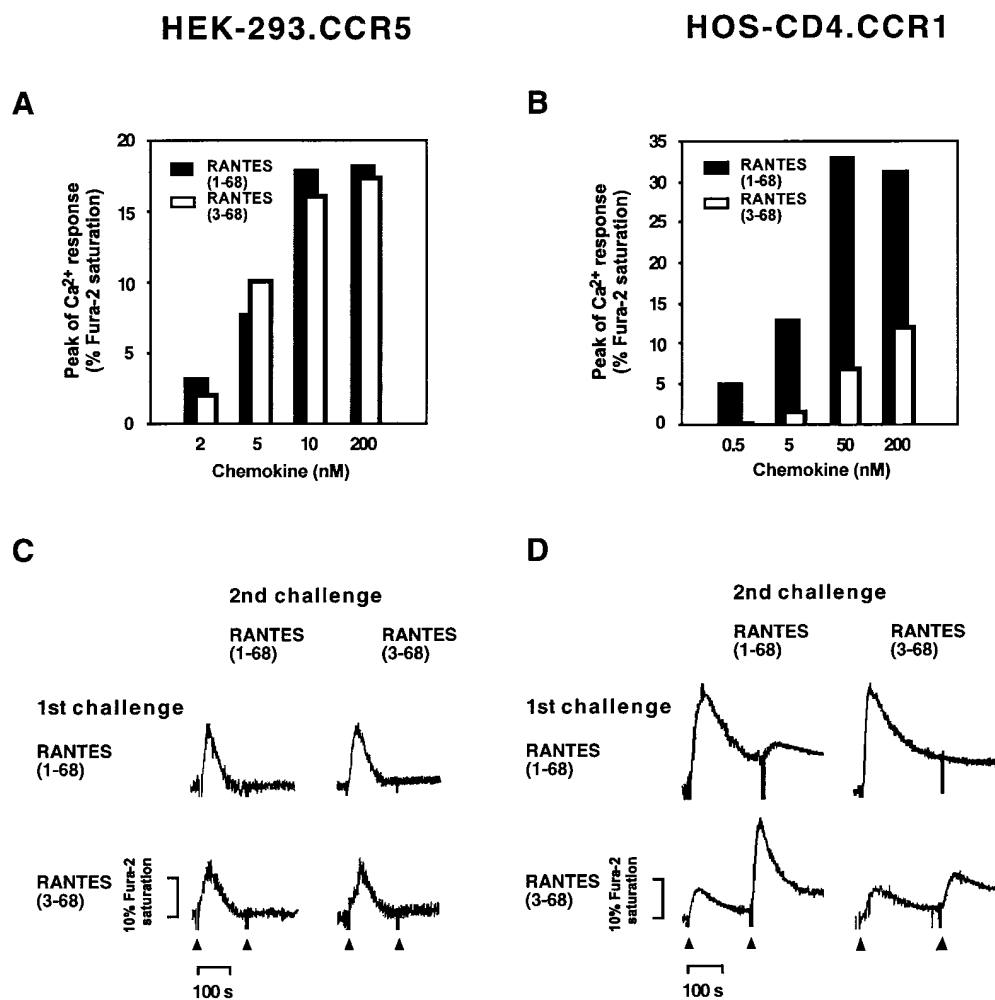 HEK-293.CCR5
HOS-CD4.CCR1
A
Peak of Ca2+ response
(% Fura-2 saturation)
20
15
10
5
0
RANTES
(1-68)
RANTES
(3-68)
2 5 10 200
Chemokine (nM)
B
Peak of Ca2+ response
(% Fura-2 saturation)
35
30
25
20
15
10
5
0
RANTES
(1-68)
RANTES
(3-68)
0.5 5 50 200
Chemokine (nM)
C
2nd challenge
RANTES
(1-68)
RANTES
(3-68)
1st challenge
RANTES
(1-68)
RANTES
(3-68)
10% Fura-2
saturation
100 s
D
2nd challenge
RANTES
(1-68)
RANTES
(3-68)
1st challenge
RANTES
(1-68)
RANTES
(3-68)
10% Fura-2
saturation
100 s